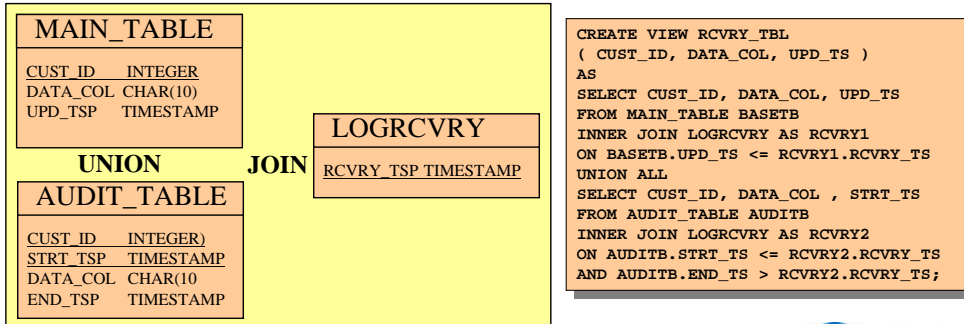 MAIN_TABLE
CUST_ID INTEGER
DATA_COL CHAR(10)
UPD_TSP TIMESTAMP
UNION
AUDIT_TABLE
CUST_ID INTEGER)
STRT_TSP TIMESTAMP
DATA_COL CHAR(10
END_TSP TIMESTAMP
JOIN
LOGRCVRY
RCVRY_TSP TIMESTAMP
CREATE VIEW RCVRY_TBL
( CUST_ID, DATA_COL, UPD_TS )
AS
SELECT CUST_ID, DATA_COL, UPD_TS
FROM MAIN_TABLE BASETB
INNER JOIN LOGRCVRY AS RCVRY1
ON BASETB.UPD_TS <= RCVRY1.RCVRY_TS
UNION ALL
SELECT CUST_ID, DATA_COL , STRT_TS
FROM AUDIT_TABLE AUDITB
INNER JOIN LOGRCVRY AS RCVRY2
ON AUDITB.STRT_TS <= RCVRY2.RCVRY_TS
AND AUDITB.END_TS > RCVRY2.RCVRY_TS;